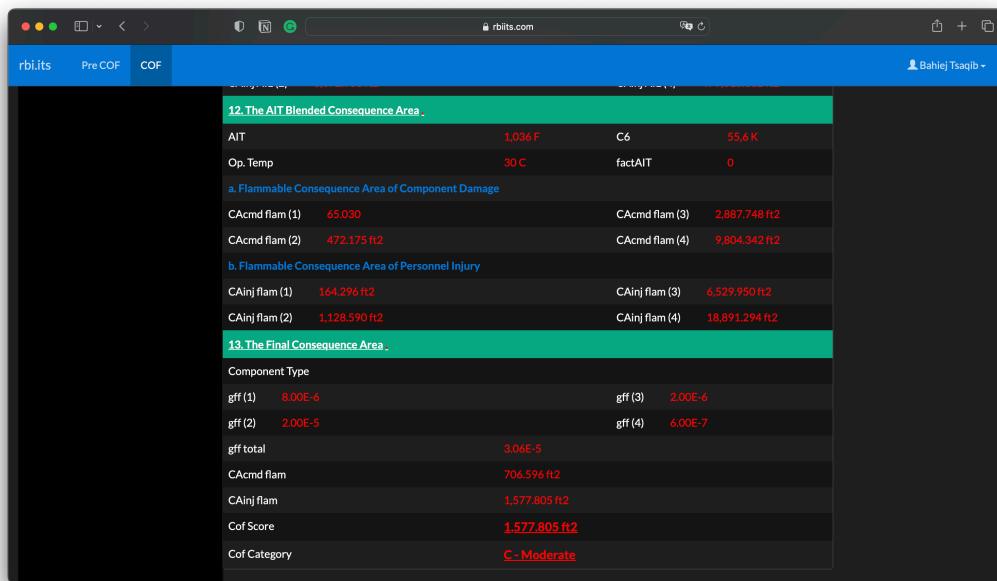 rbiits.com
rbi.its Pre COF COF Bahiej Tsaqib
12. The AIT Blended Consequence Area
AIT 1,036 F C6 55,6 K
Op. Temp 30 C factAIT 0
a. Flammable Consequence Area of Component Damage
CAcmd flam (1) 65.030 CAcmd flam (3) 2,887.748 ft2
CAcmd flam (2) 472.175 ft2 CAcmd flam (4) 9,804.342 ft2
b. Flammable Consequence Area of Personnel Injury
CAinj flam (1) 164.296 ft2 CAinj flam (3) 6,529.950 ft2
CAinj flam (2) 1,128.590 ft2 CAinj flam (4) 18,891.294 ft2
13. The Final Consequence Area
Component Type
gff (1) 8.00E-6 gff (3) 2.00E-6
gff (2) 2.00E-5 gff (4) 6.00E-7
gff total 3.06E-5
CAcmd flam 706.596 ft2
CAinj flam 1,577.805 ft2
Cof Score 1,577.805 ft2
Cof Category C - Moderate